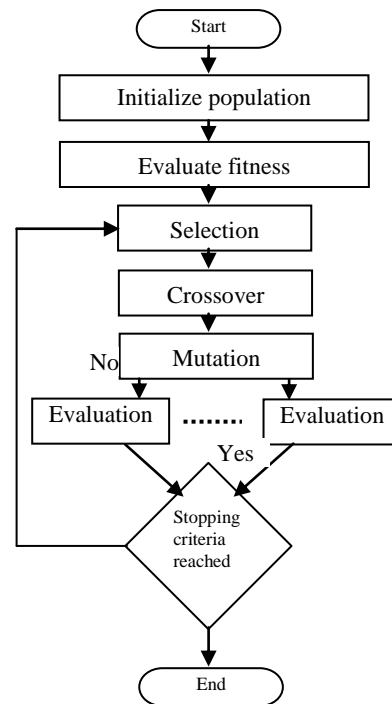 Start
Initialize population
Evaluate fitness
Selection
Crossover
Mutation
No
Evaluation
Evaluation
Yes
Stopping
criteria
reached
End